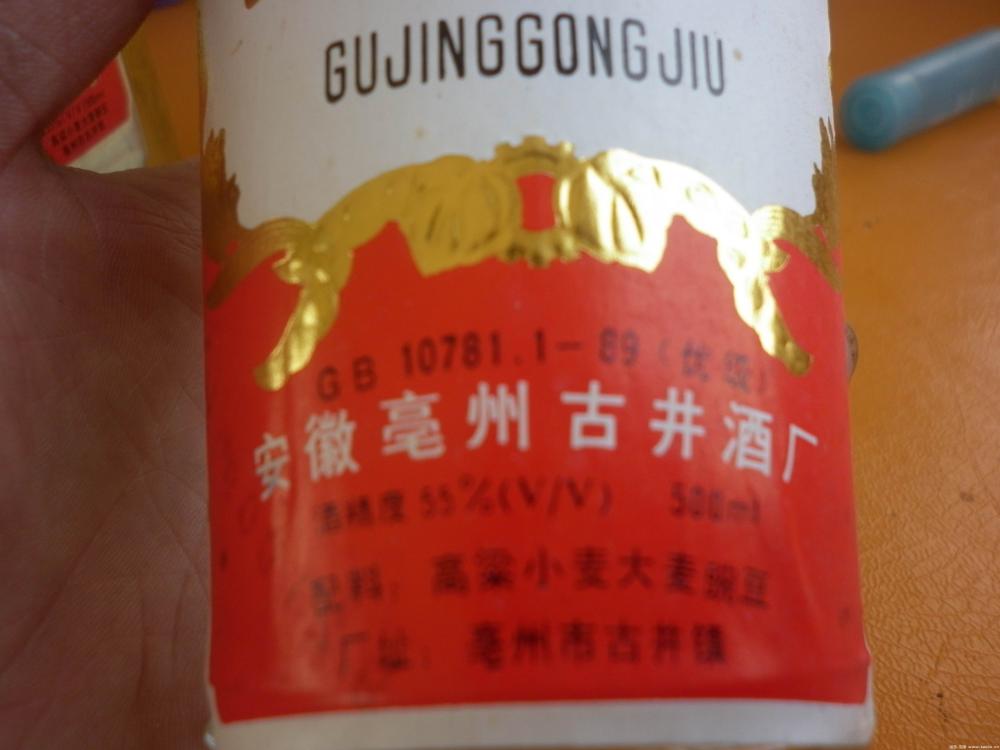 GUJINGGONGJIU
GB 10781.1-89（优级）
安徽亳州古井酒厂
酒精度 55%(V/V) 500ml
配料：高粱小麦大麦豌豆
厂址：亳州市古井镇